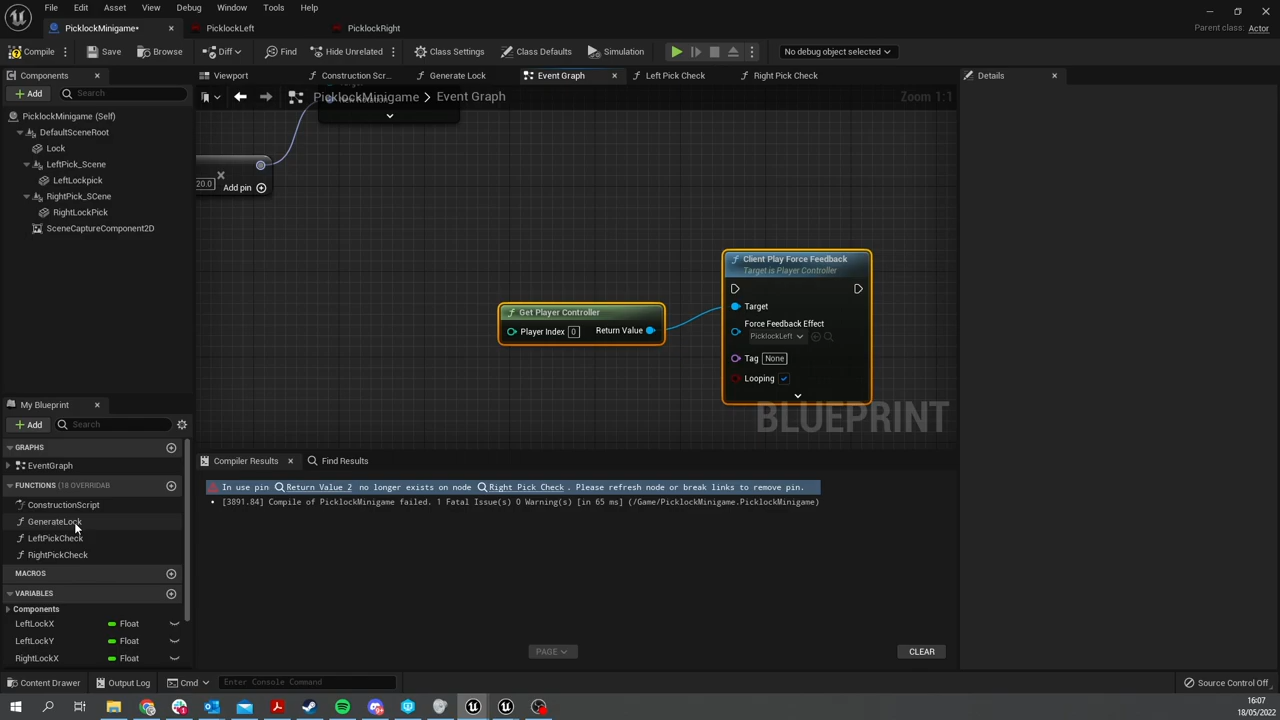 File Edit Asset View Debug Window Tools Help
PicklockMinigame•
PicklockLeft
PicklockRight
Parent class: Actor
Compile
Save
Browse
Diff
Find
Hide Unrelated
Class Settings
Class Defaults
Simulation
No debug object selected
Components
Viewport
Construction Scr...
Generate Lock
Event Graph
Left Pick Check
Right Pick Check
Details
+ Add
Search
PicklockMinigame > Event Graph
Zoom 1:1
PicklockMinigame (Self)
DefaultSceneRoot
Lock
LeftPick_Scene
LeftLockpick
RightPick_SCene
RightLockPick
SceneCaptureComponent2D
20.0
Add pin
Client Play Force Feedback
Target is Player Controller
Target
Force Feedback Effect
PicklockLeft
Tag None
Looping
Get Player Controller
Player Index 0
Return Value
BLUEPRINT
My Blueprint
+ Add
Search
GRAPHS
EventGraph
FUNCTIONS (18 OVERRIDAB
ConstructionScript
GenerateLock
LeftPickCheck
RightPickCheck
MACROS
VARIABLES
Components
LeftLockX Float
LeftLockY Float
RightLockX Float
Compiler Results
Find Results
In use pin Return Value 2 no longer exists on node Right Pick Check . Please refresh node or break links to remove pin.
[3891.84] Compile of PicklockMinigame failed. 1 Fatal Issue(s) 0 Warning(s) [in 65 ms] (/Game/PicklockMinigame.PicklockMinigame)
PAGE
CLEAR
Content Drawer
Output Log
Cmd
Enter Console Command
Source Control Off
16:07
18/05/2022